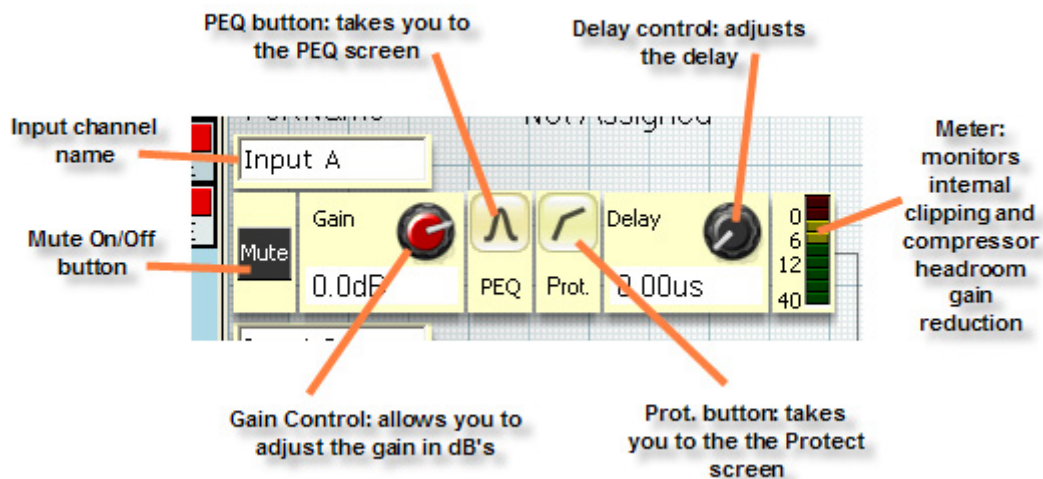 PEQ button: takes you to
the PEQ screen
Delay control: adjusts
the delay
Input channel
name
Not Assigned
Input A
Meter:
monitors
internal
clipping and
compressor
headroom
gain
reduction
Mute On/Off
button
Mute
Gain
0.0dB
PEQ
Prot.
Delay
0.00us
0
6
12
40
Gain Control: allows you to
adjust the gain in dB's
Prot. button: takes
you to the the Protect
screen